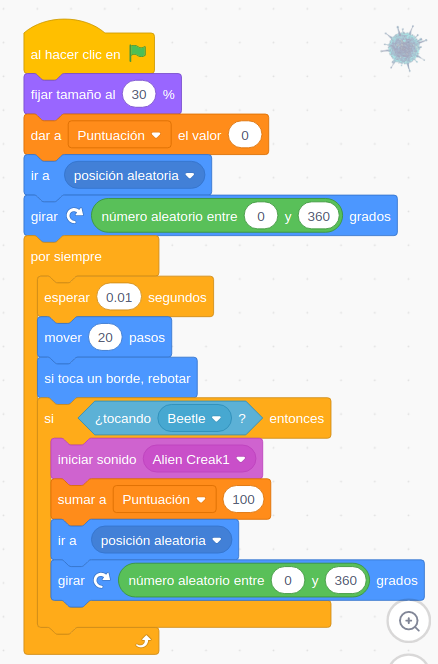 al hacer clic en
fijar tamaño al 30 %
dar a Puntuación el valor 0
ir a posición aleatoria
girar número aleatorio entre 0 y 360 grados
por siempre
esperar 0.01 segundos
mover 20 pasos
si toca un borde, rebotar
si ¿tocando Beetle ? entonces
iniciar sonido Alien Creak1
sumar a Puntuación 100
ir a posición aleatoria
girar número aleatorio entre 0 y 360 grados